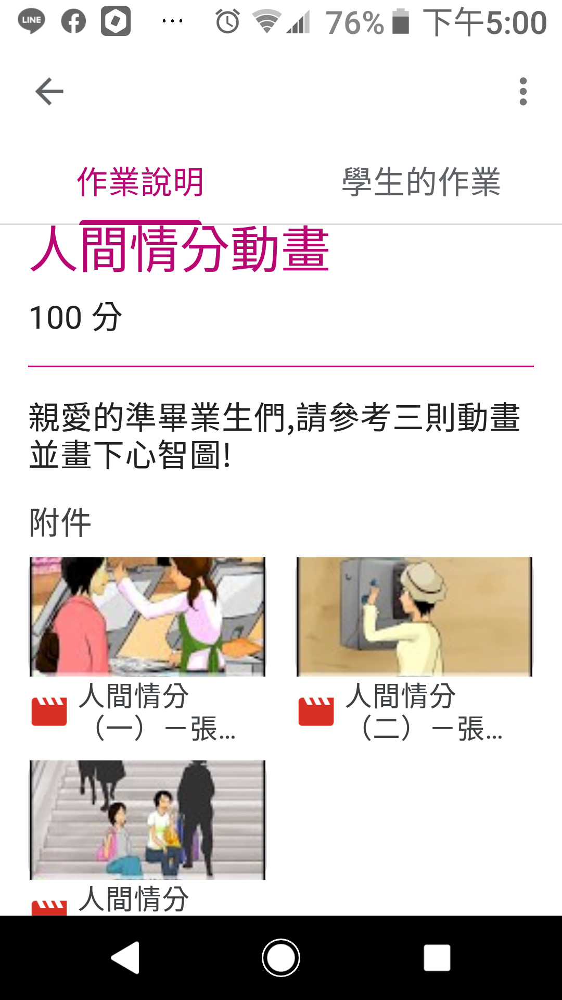 LINE
76% 下午5:00
作業說明 學生的作業
人間情分動畫
100 分
親愛的準畢業生們,請參考三則動畫
並畫下心智圖!
附件
人間情分
（一）－張...
人間情分
（二）－張...
人間情分